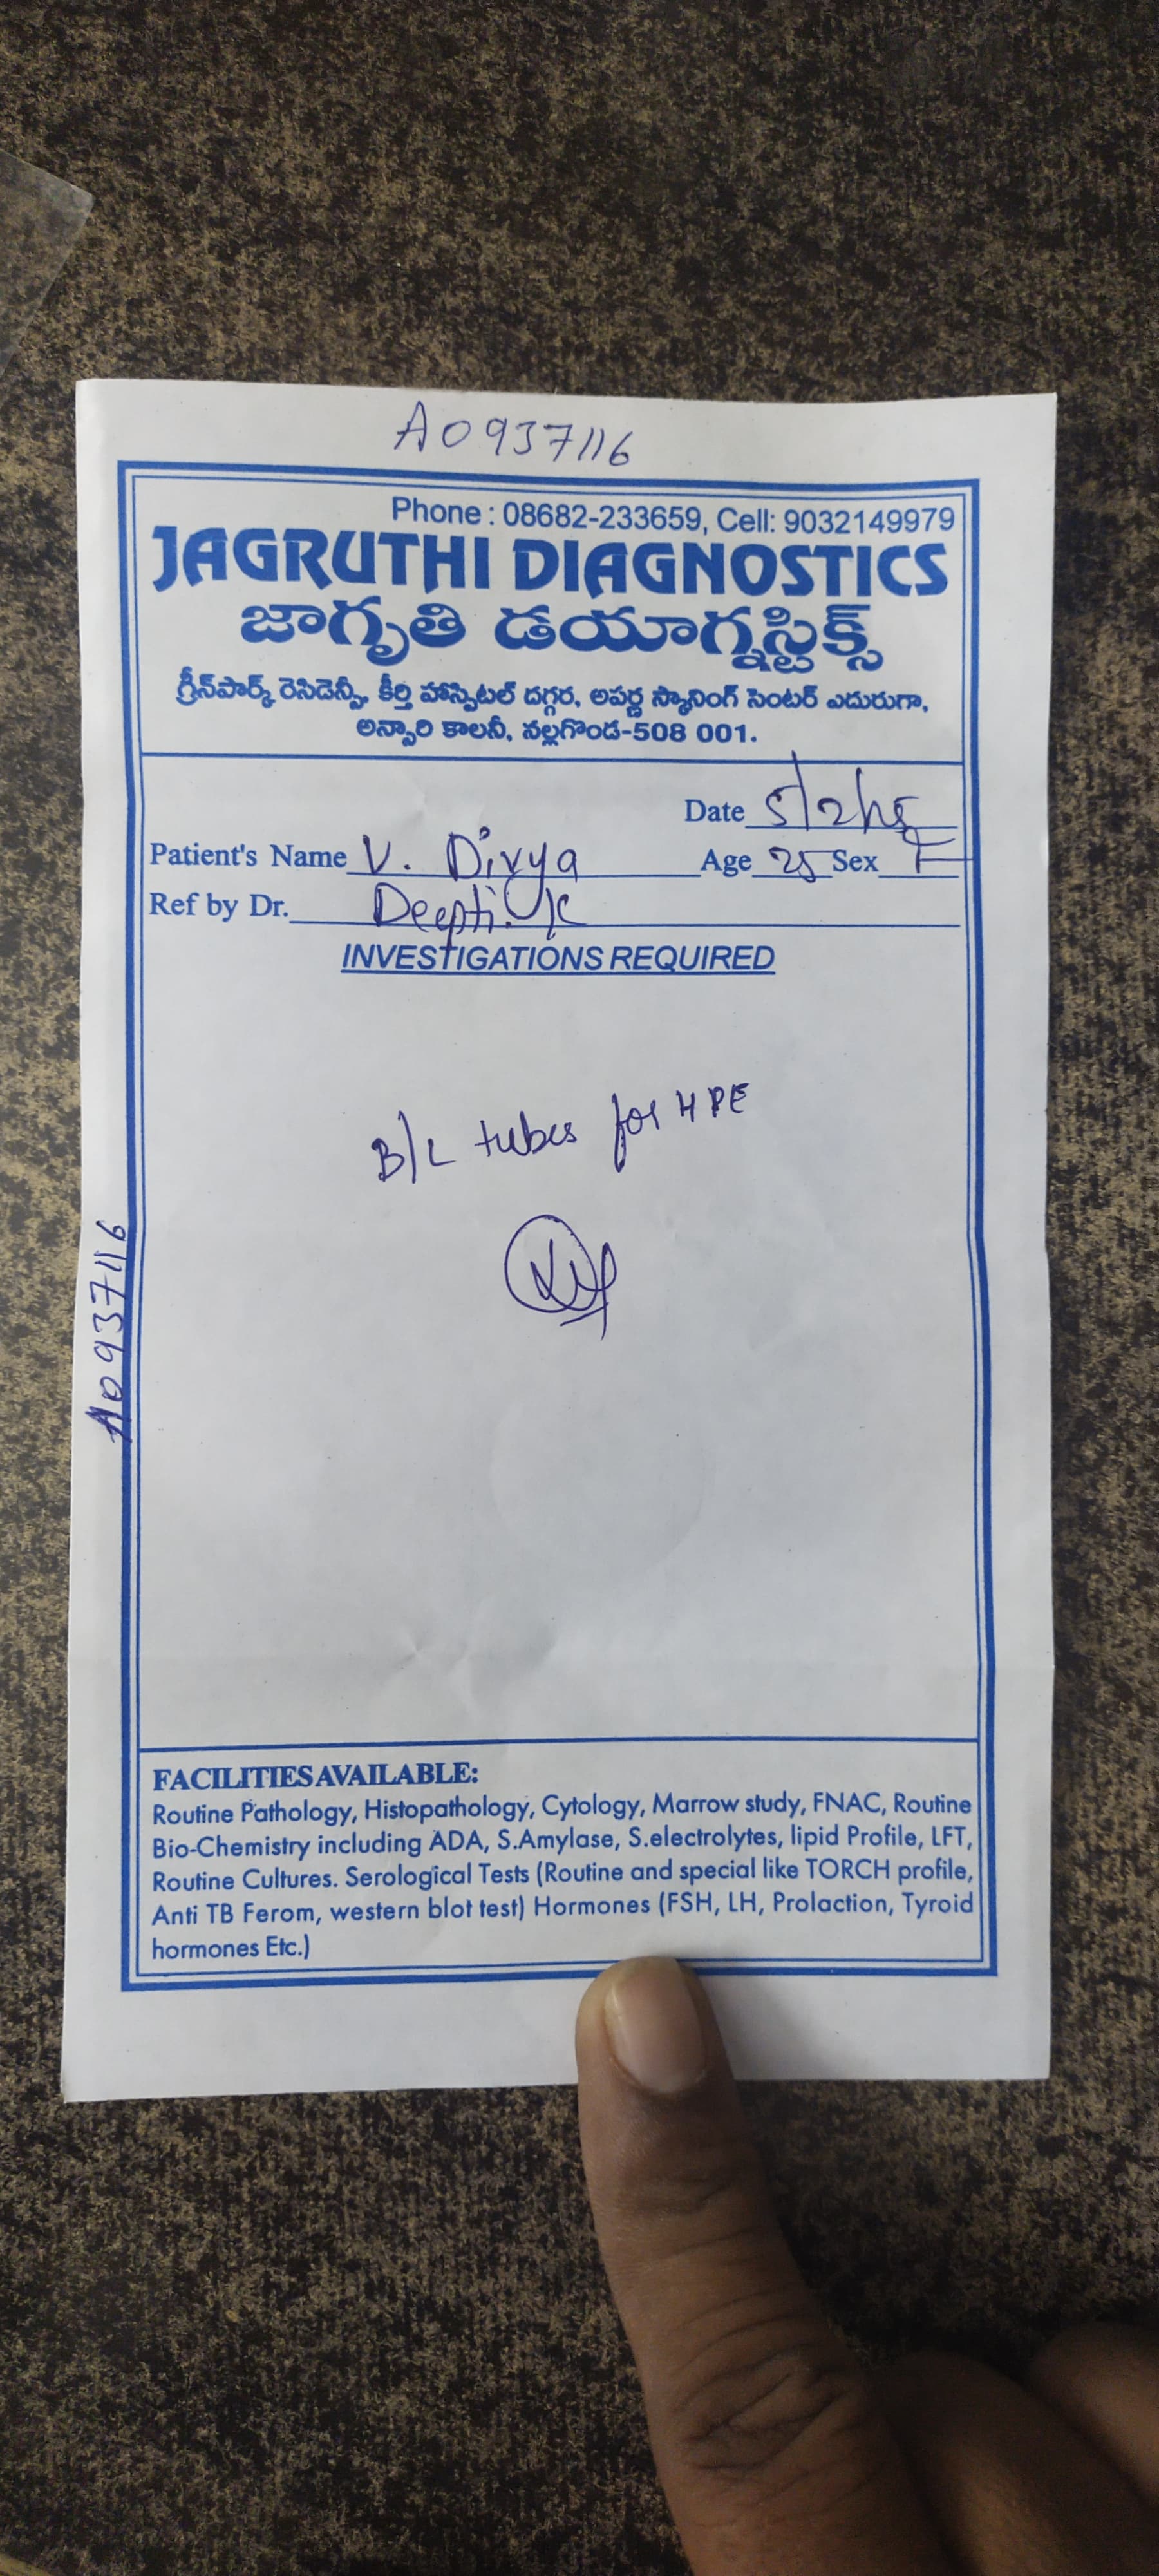 A0937116
Phone : 08682-233659, Cell: 9032149979
JAGRUTHI DIAGNOSTICS
జాగృతి డయాగ్నస్టిక్స్
గ్రీన్‌పార్క్ రెసిడెన్సీ, కీర్తి హాస్పిటల్ దగ్గర, అపర్ణ స్కానింగ్ సెంటర్ ఎదురుగా,
అన్సారి కాలనీ, నల్లగొండ-508 001.
Date 5/2/25
Patient's Name V. Divya Age 25 Sex F
Ref by Dr. Deepti. K
INVESTIGATIONS REQUIRED
B/L tubes for HPE
A0937116
FACILITIES AVAILABLE:
Routine Pathology, Histopathology, Cytology, Marrow study, FNAC, Routine
Bio-Chemistry including ADA, S.Amylase, S.electrolytes, lipid Profile, LFT,
Routine Cultures. Serological Tests (Routine and special like TORCH profile,
Anti TB Ferom, western blot test) Hormones (FSH, LH, Prolaction, Tyroid
hormones Etc.)